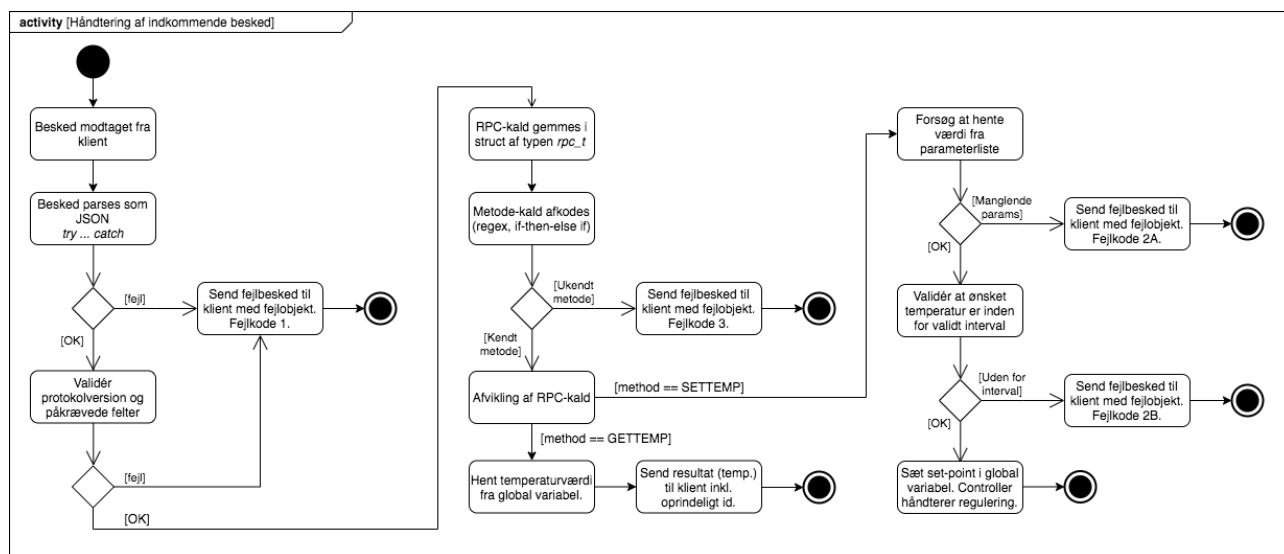 activity [Håndtering af indkommende besked]
Besked modtaget fra
klient
Besked parses som
JSON
try ... catch
[fejl]
Send fejlbesked til
klient med fejlobjekt.
Fejlkode 1.
[OK]
Validér
protokolversion og
påkrævede felter
[fejl]
[OK]
RPC-kald gemmes i
struct af typen rpc_t
Metode-kald afkodes
(regex, if-then-else if)
[Ukendt
metode]
Send fejlbesked til
klient med fejlobjekt.
Fejlkode 3.
[Kendt
metode]
Afvikling af RPC-kald
[method == SETTEMP]
[method == GETTEMP]
Hent temperaturværdi
fra global variabel.
Send resultat (temp.)
til klient inkl.
oprindeligt id.
Forsøg at hente
værdi fra
parameterliste
[Manglende
params]
Send fejlbesked til
klient med fejlobjekt.
Fejlkode 2A.
[OK]
Validér at ønsket
temperatur er inden
for validt interval
[Uden for
interval]
Send fejlbesked til
klient med fejlobjekt.
Fejlkode 2B.
[OK]
Sæt set-point i global
variabel. Controller
håndterer regulering.